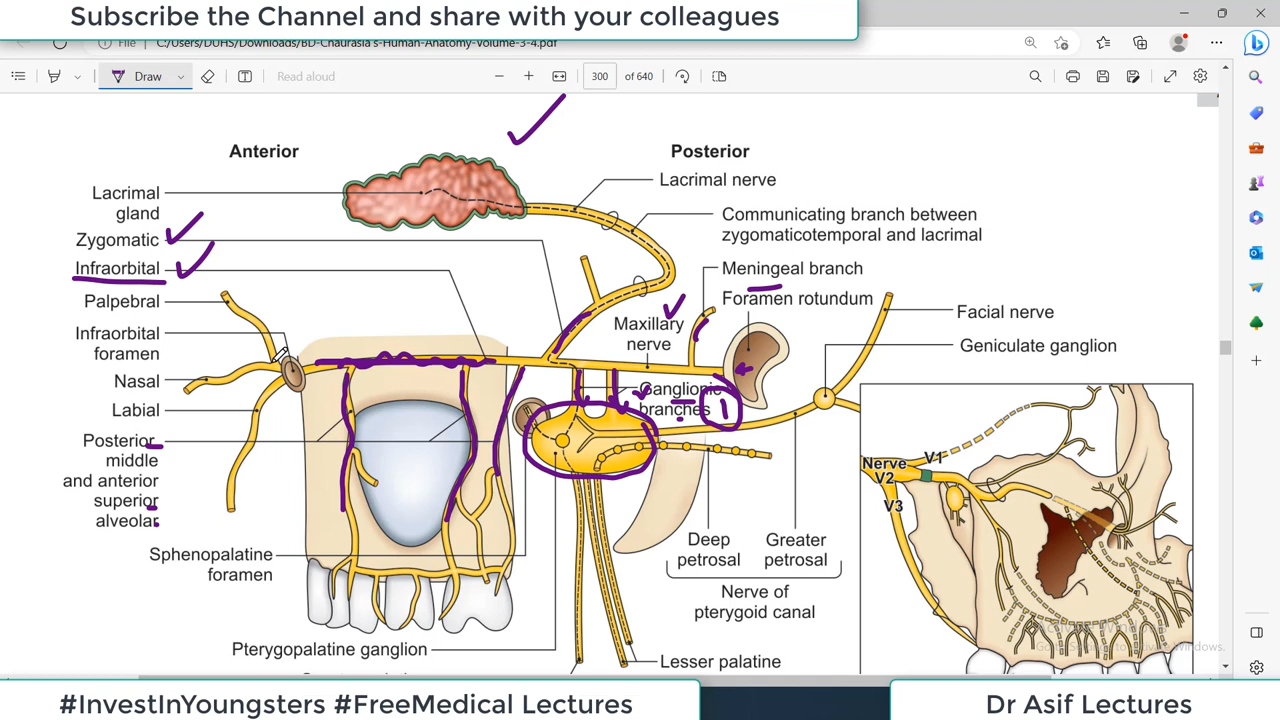 Subscribe the Channel and share with your colleagues
File
C:/Users/DUHS/Downloads/BD-Chaurasia's-Human-Anatomy-Volume-3-4.pdf
Draw
Read aloud
300
of 640
Anterior
Posterior
Lacrimal
gland
Zygomatic
Infraorbital
Palpebral
Infraorbital
foramen
Nasal
Labial
Posterior,
middle
and anterior
superior
alveolar
Sphenopalatine
foramen
Pterygopalatine ganglion
Lacrimal nerve
Communicating branch between
zygomaticotemporal and lacrimal
Meningeal branch
Foramen rotundum
Maxillary
nerve
Ganglionic
branches
1
Facial nerve
Geniculate ganglion
Deep
petrosal
Greater
petrosal
Nerve of
pterygoid canal
Lesser palatine
Nerve
V1
V2
V3
#InvestInYoungsters #FreeMedical Lectures
Dr Asif Lectures